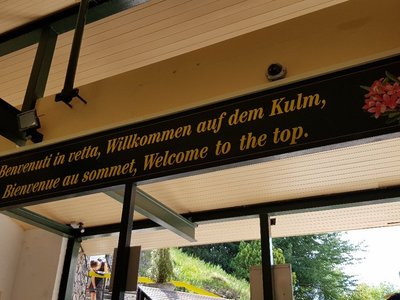 Benvenuti in vetta, Willkommen auf dem Kulm,
Bienvenue au sommet, Welcome to the top.